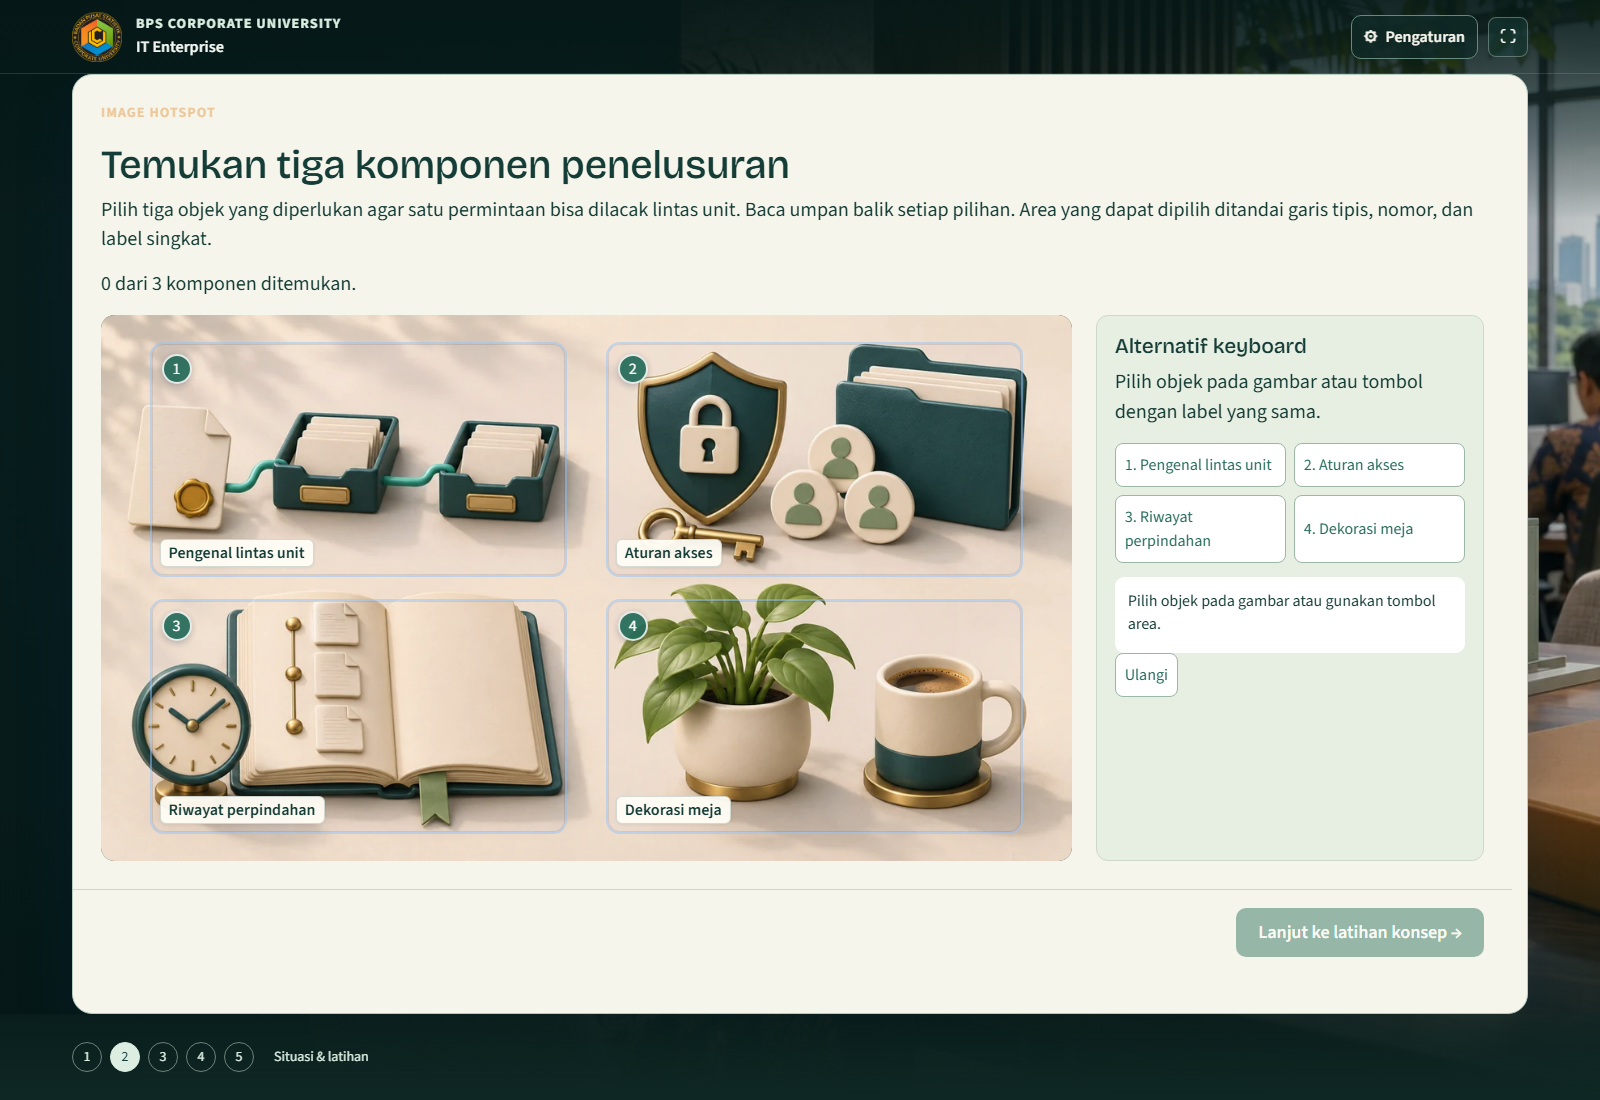 BPS CORPORATE UNIVERSITY
IT Enterprise
Pengaturan
IMAGE HOTSPOT
Temukan tiga komponen penelusuran
Pilih tiga objek yang diperlukan agar satu permintaan bisa dilacak lintas unit. Baca umpan balik setiap pilihan. Area yang dapat dipilih ditandai garis tipis, nomor, dan
label singkat.
0 dari 3 komponen ditemukan.
1
Pengenal lintas unit
2
Aturan akses
3
Riwayat perpindahan
4
Dekorasi meja
Alternatif keyboard
Pilih objek pada gambar atau tombol
dengan label yang sama.
1. Pengenal lintas unit
2. Aturan akses
3. Riwayat
perpindahan
4. Dekorasi meja
Pilih objek pada gambar atau gunakan tombol
area.
Ulangi
Lanjut ke latihan konsep →
1 2 3 4 5 Situasi & latihan